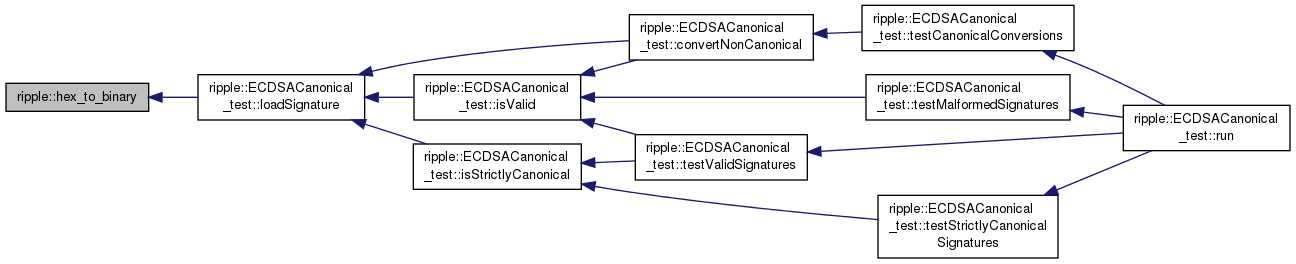 ripple::hex_to_binary
ripple::ECDSACanonical
_test::loadSignature
ripple::ECDSACanonical
_test::convertNonCanonical
ripple::ECDSACanonical
_test::isValid
ripple::ECDSACanonical
_test::isStrictlyCanonical
ripple::ECDSACanonical
_test::testValidSignatures
ripple::ECDSACanonical
_test::testCanonicalConversions
ripple::ECDSACanonical
_test::testMalformedSignatures
ripple::ECDSACanonical
_test::testStrictlyCanonical
Signatures
ripple::ECDSACanonical
_test::run